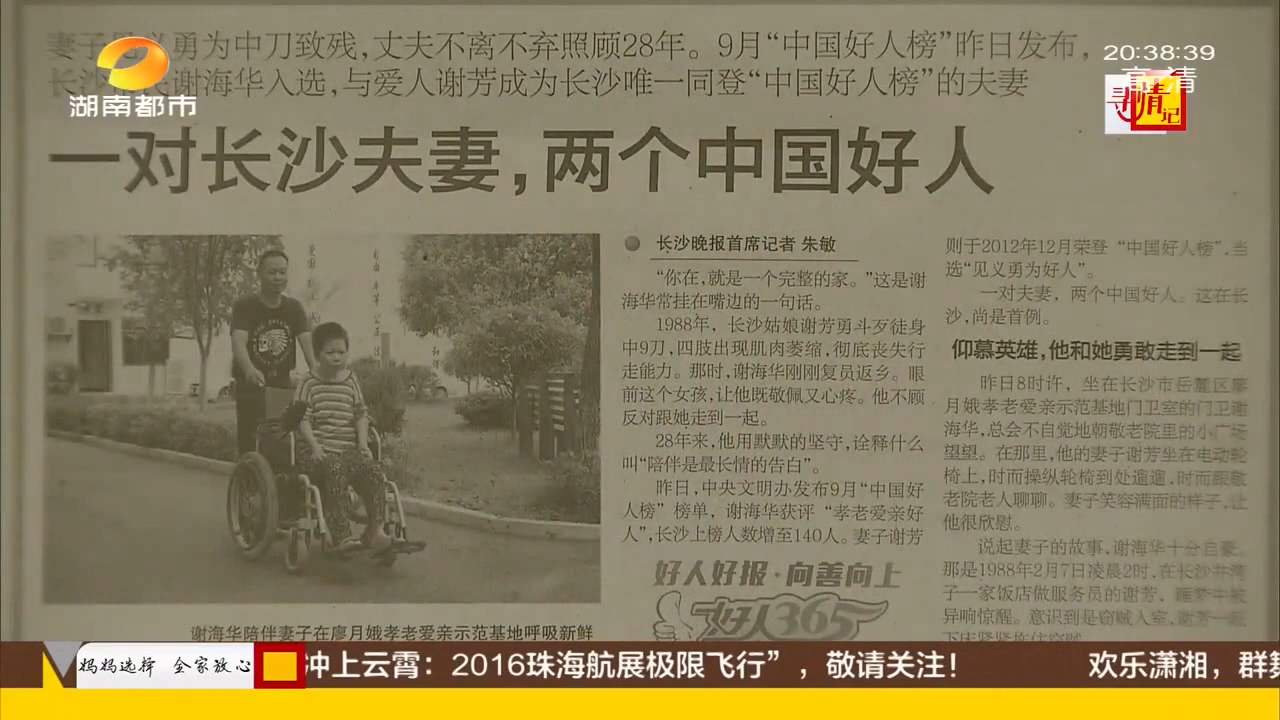 妻子见义勇为中刀致残,丈夫不离不弃照顾28年。9月“中国好人榜”昨日发布,
长沙 民谢海华入选,与爱人谢芳成为长沙唯一同登“中国好人榜”的夫妻
湖南都市
20:38:39
高清
寻情记
一对长沙夫妻,两个中国好人
长沙晚报首席记者 朱敏
“你在,就是一个完整的家。”这是谢
海华常挂在嘴边的一句话。
1988年,长沙姑娘谢芳勇斗歹徒身
中9刀,四肢出现肌肉萎缩,彻底丧失行
走能力。那时,谢海华刚刚复员返乡。眼
前这个女孩,让他既敬佩又心疼。他不顾
反对跟她走到一起。
28年来,他用默默的坚守,诠释什么
叫“陪伴是最长情的告白”。
昨日,中央文明办发布9月“中国好
人榜”榜单,谢海华获评“孝老爱亲好
人”,长沙上榜人数增至140人。妻子谢芳
好人好报·向善向上
好人365
则于2012年12月荣登“中国好人榜”,当
选“见义勇为好人”。
一对夫妻,两个中国好人。这在长
沙,尚是首例。
仰慕英雄,他和她勇敢走到一起
昨日8时许,坐在长沙市岳麓区廖
月娥孝老爱亲示范基地门卫室的门卫谢
海华,总会不自觉地朝敬老院里的小广场
望望。在那里,他的妻子谢芳坐在电动轮
椅上,时而操纵轮椅到处遛遛,时而跟敬
老院老人聊聊。妻子笑容满面的样子,让
他很欣慰。
说起妻子的故事,谢海华十分自豪。
那是1988年2月7日凌晨2时,在长沙井湾
子一家饭店做服务员的谢芳,睡梦中被
异响惊醒。意识到是窃贼入室,谢芳一跃
谢海华陪伴妻子在廖月娥孝老爱亲示范基地呼吸新鲜
妈妈选择 全家放心
冲上云霄:2016珠海航展极限飞行”,敬请关注!
欢乐潇湘,群舞